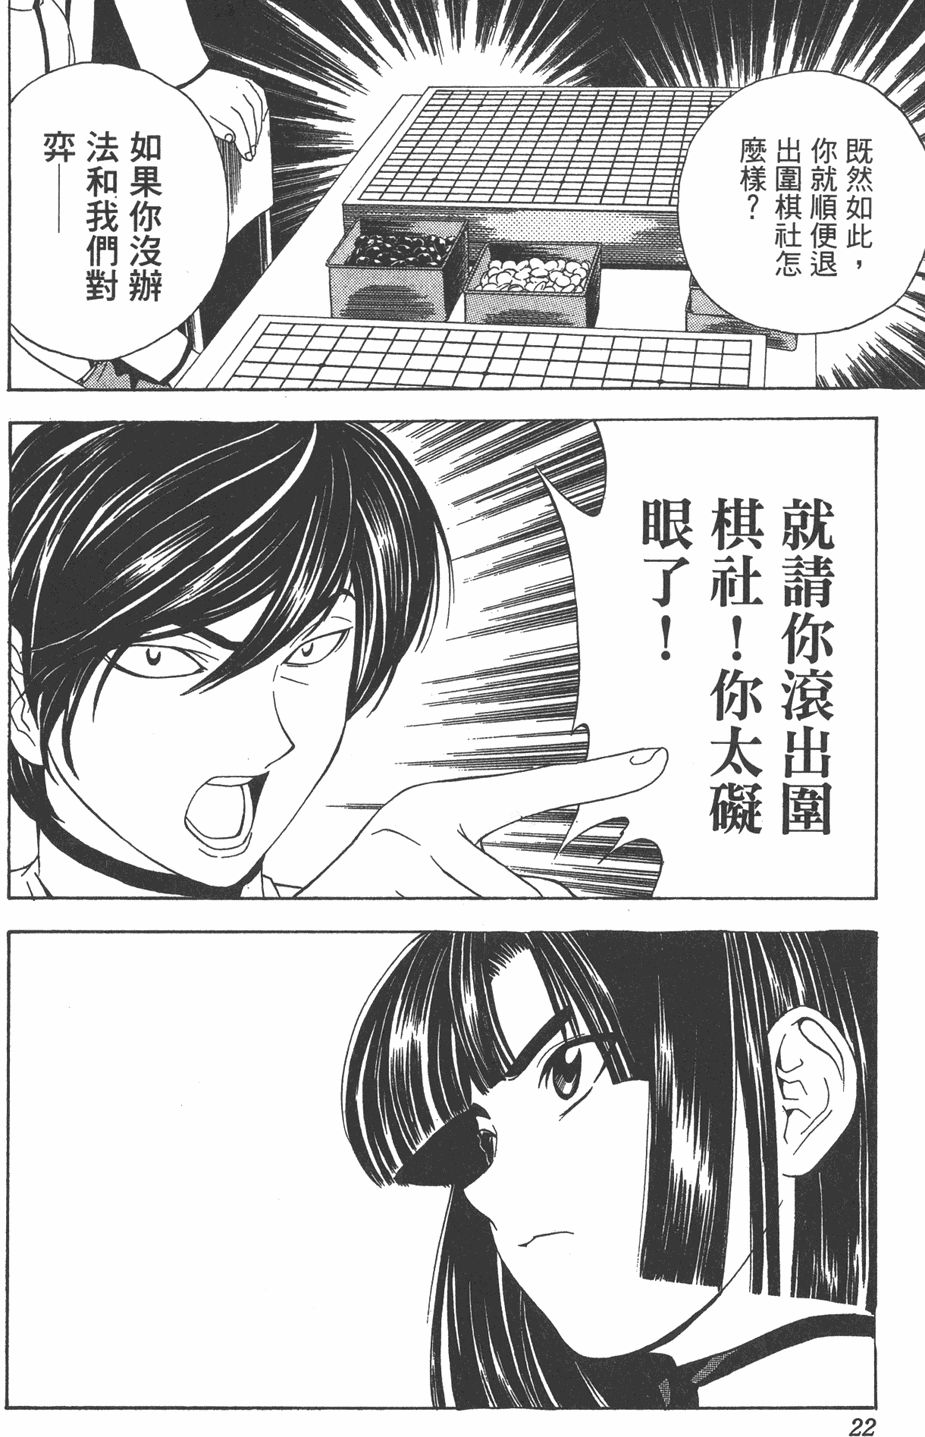 既然如此，
你就順便退
出圍棋社怎
麼樣？
如果你沒辦
法和我們對
弈——
就請你滾出圍
棋社！你太礙
眼了！
22